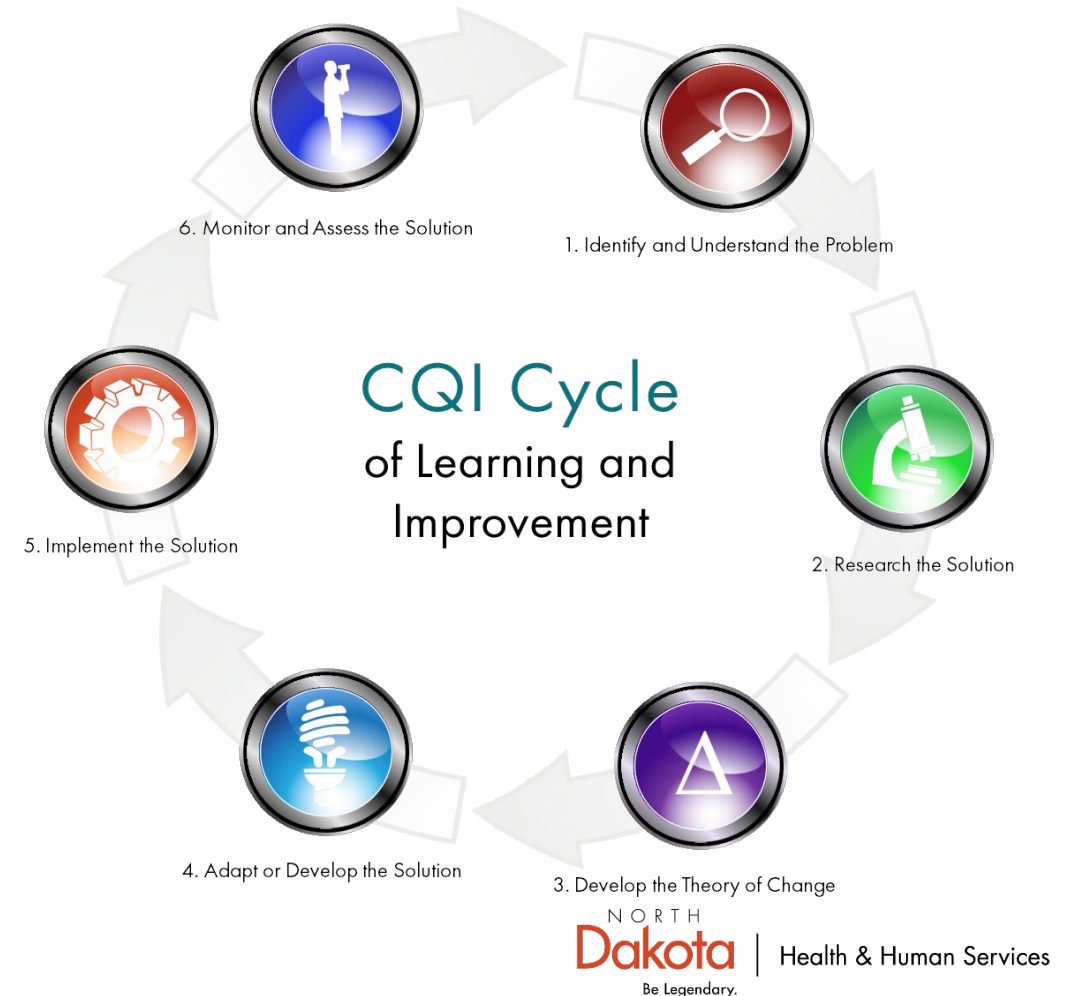 6. Monitor and Assess the Solution
1. Identify and Understand the Problem
CQI Cycle
of Learning and
Improvement
5. Implement the Solution
2. Research the Solution
4. Adapt or Develop the Solution
3. Develop the Theory of Change
Δ
NORTH
Dakota
Be Legendary.
Health & Human Services